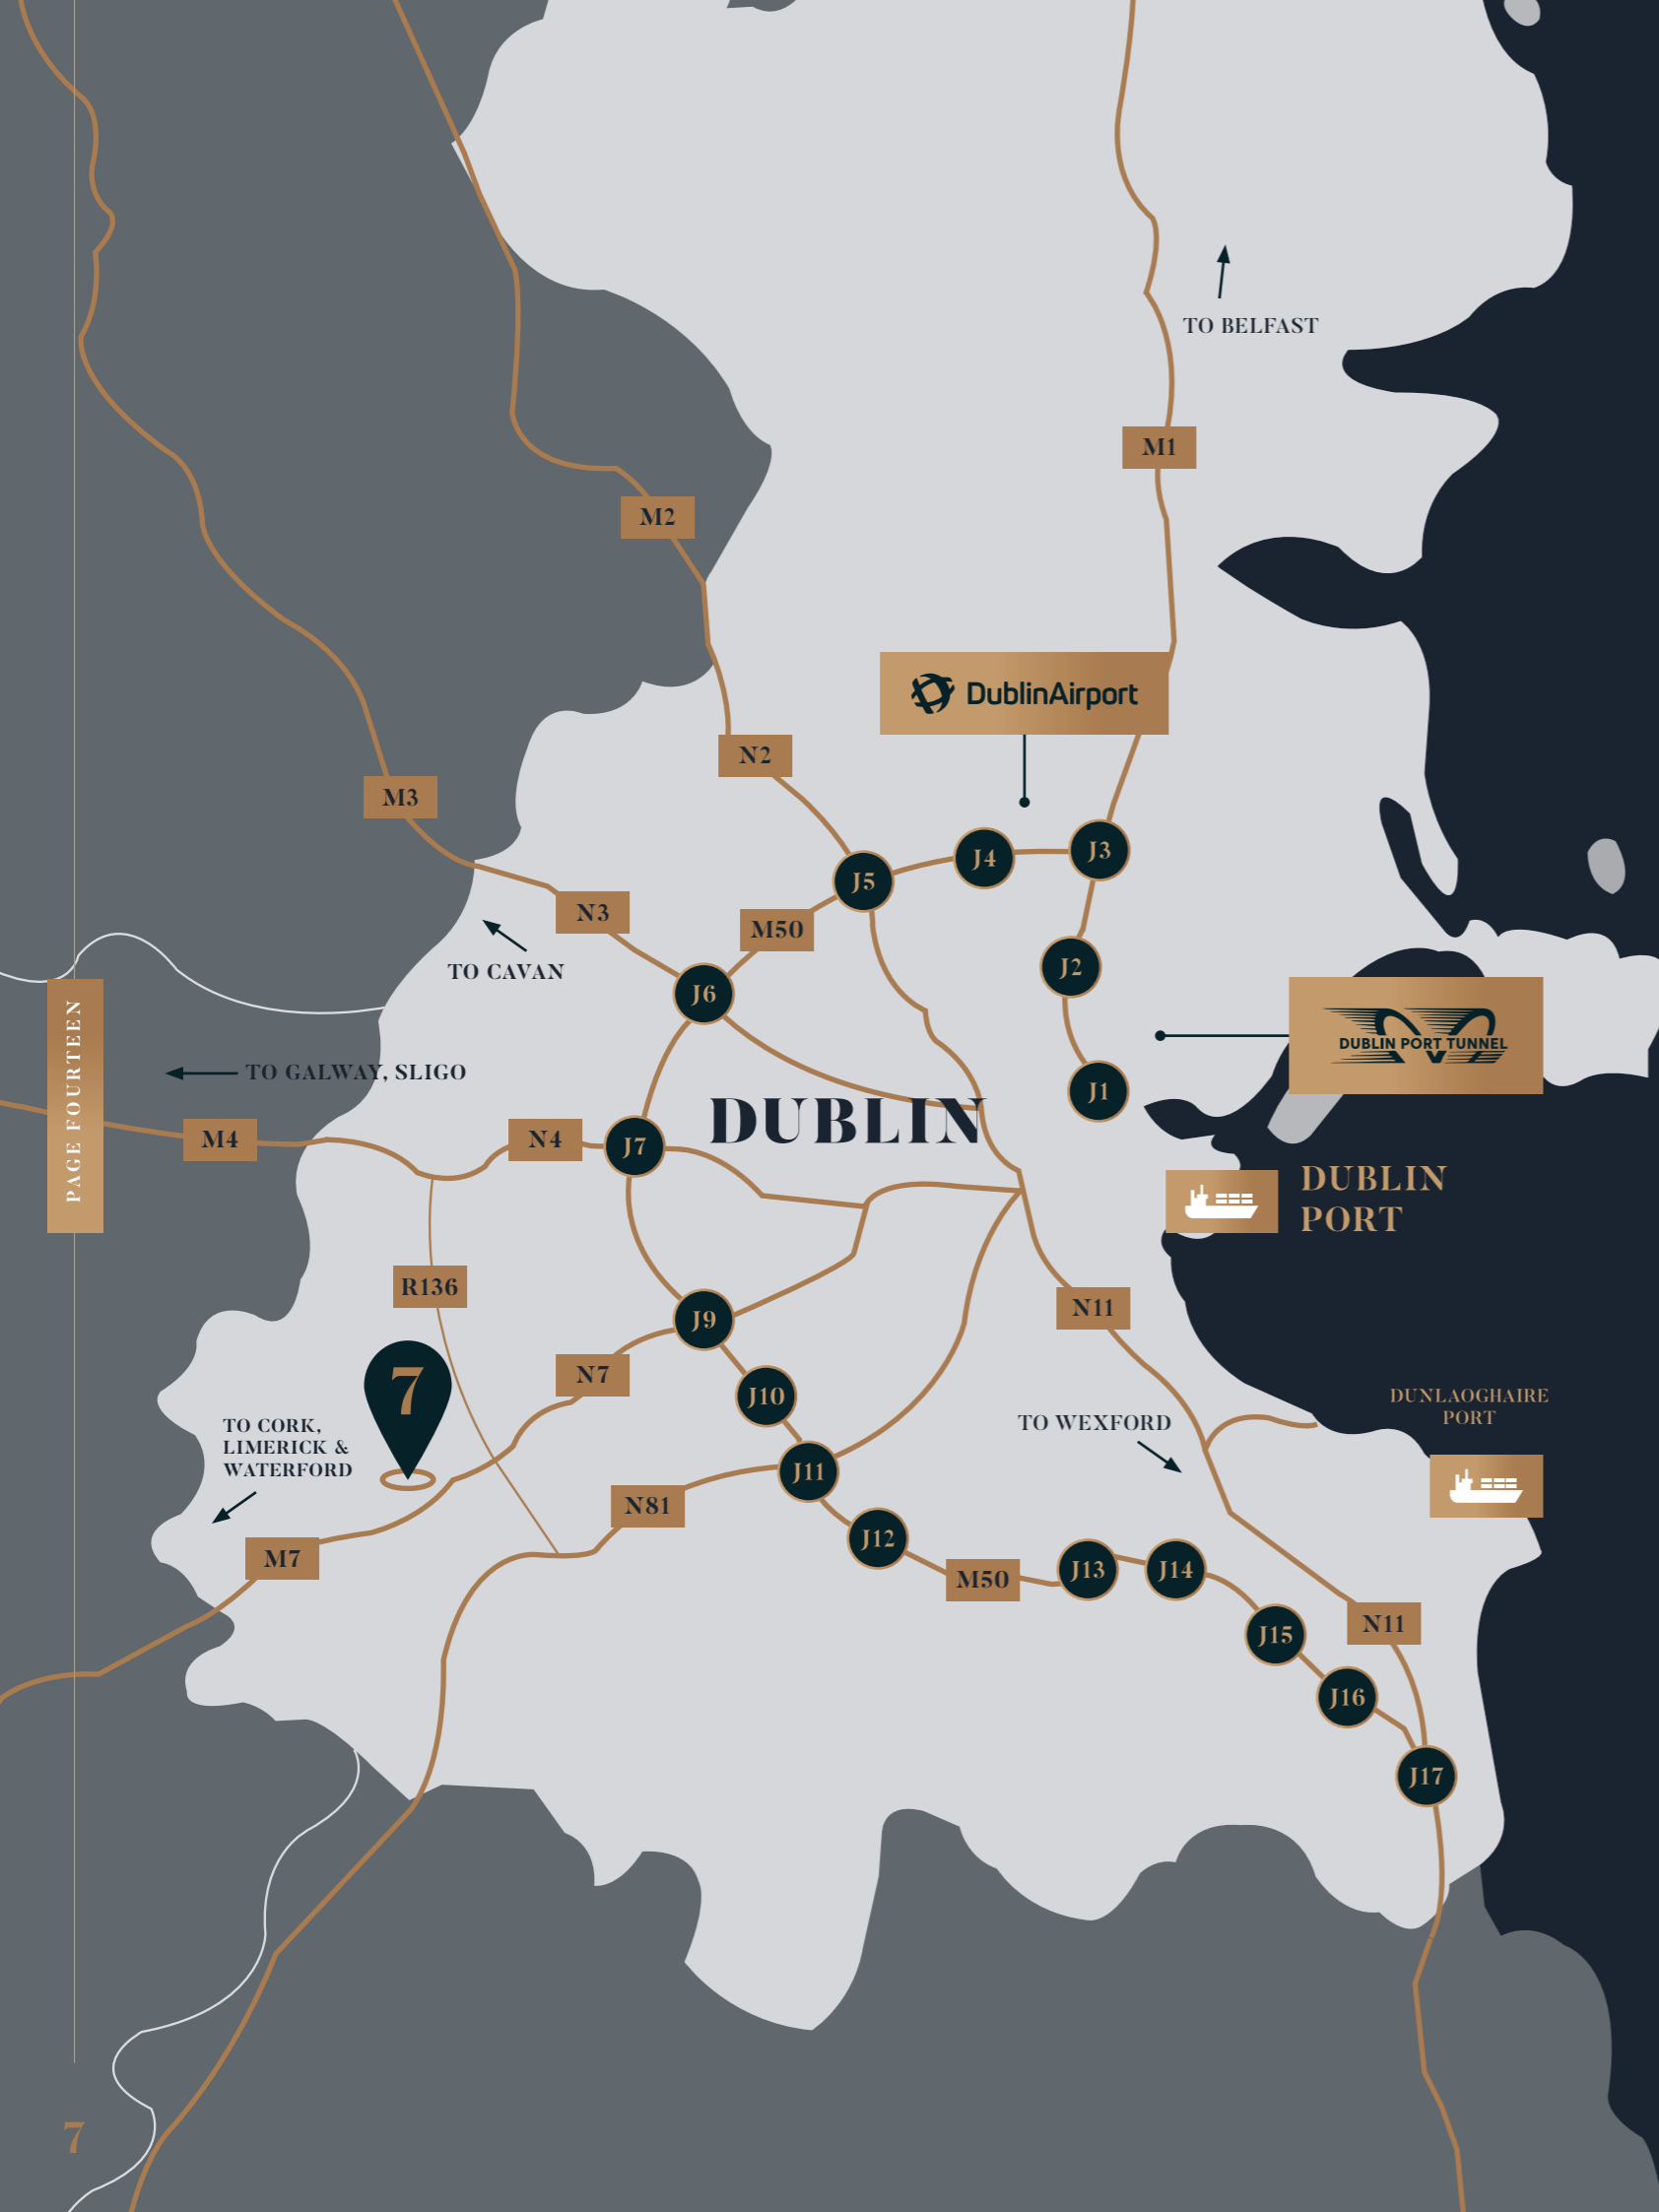 TO BELFAST
M1
M2
DublinAirport
N2
M3
J3
J4
J5
N3
M50
TO CAVAN
J2
J6
PAGE FOURTEEN
DUBLIN PORT TUNNEL
TO GALWAY, SLIGO
J1
DUBLIN
M4
N4
J7
DUBLIN
PORT
R136
N11
J9
N7
7
J10
DUNLAOGHAIRE
PORT
TO WEXFORD
TO CORK,
LIMERICK &
WATERFORD
J11
N81
J12
M7
M50
J13
J14
N11
J15
J16
J17
7